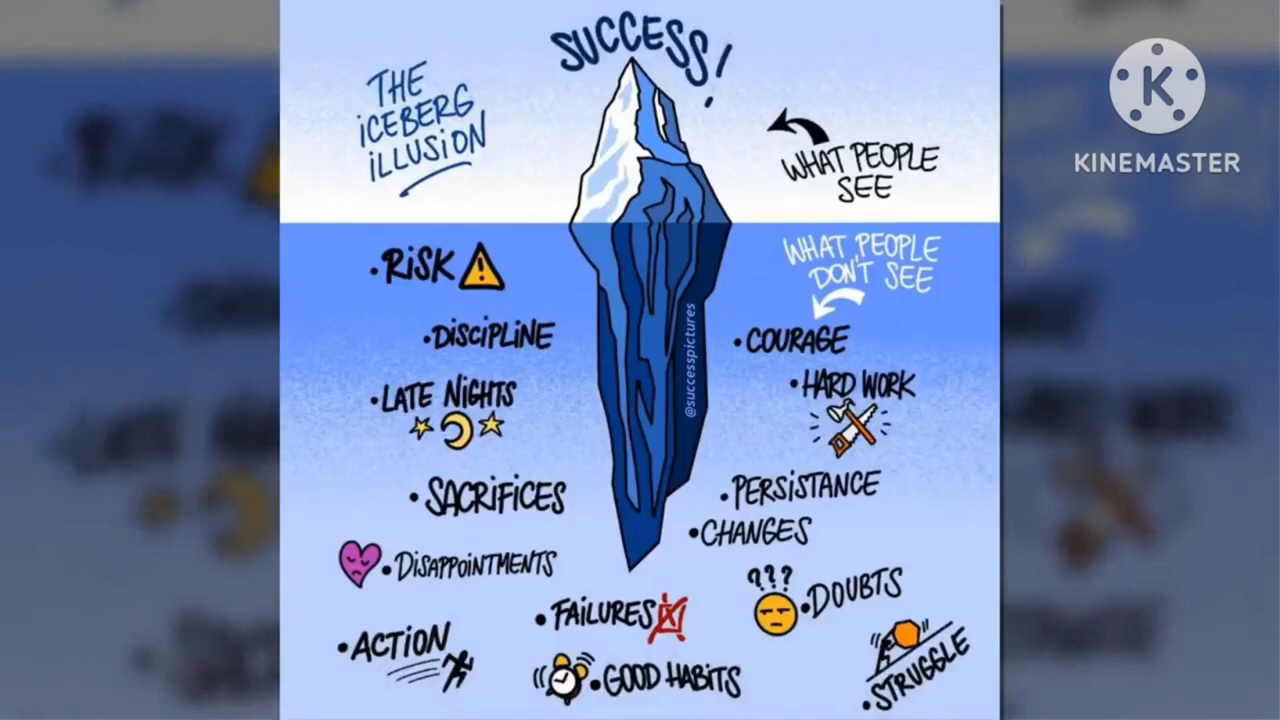 SUCCESS!
THE
ICEBERG
ILLUSION
WHAT PEOPLE
SEE
K
KINEMASTER
WHAT PEOPLE
DON'T SEE
• RISK
• DISCIPLINE
• LATE NIGHTS
• SACRIFICES
• DISAPPOINTMENTS
@successpictures
• COURAGE
• HARD WORK
• PERSISTANCE
• CHANGES
???
• DOUBTS
• FAILURES
• ACTION
• GOOD HABITS
• STRUGGLE